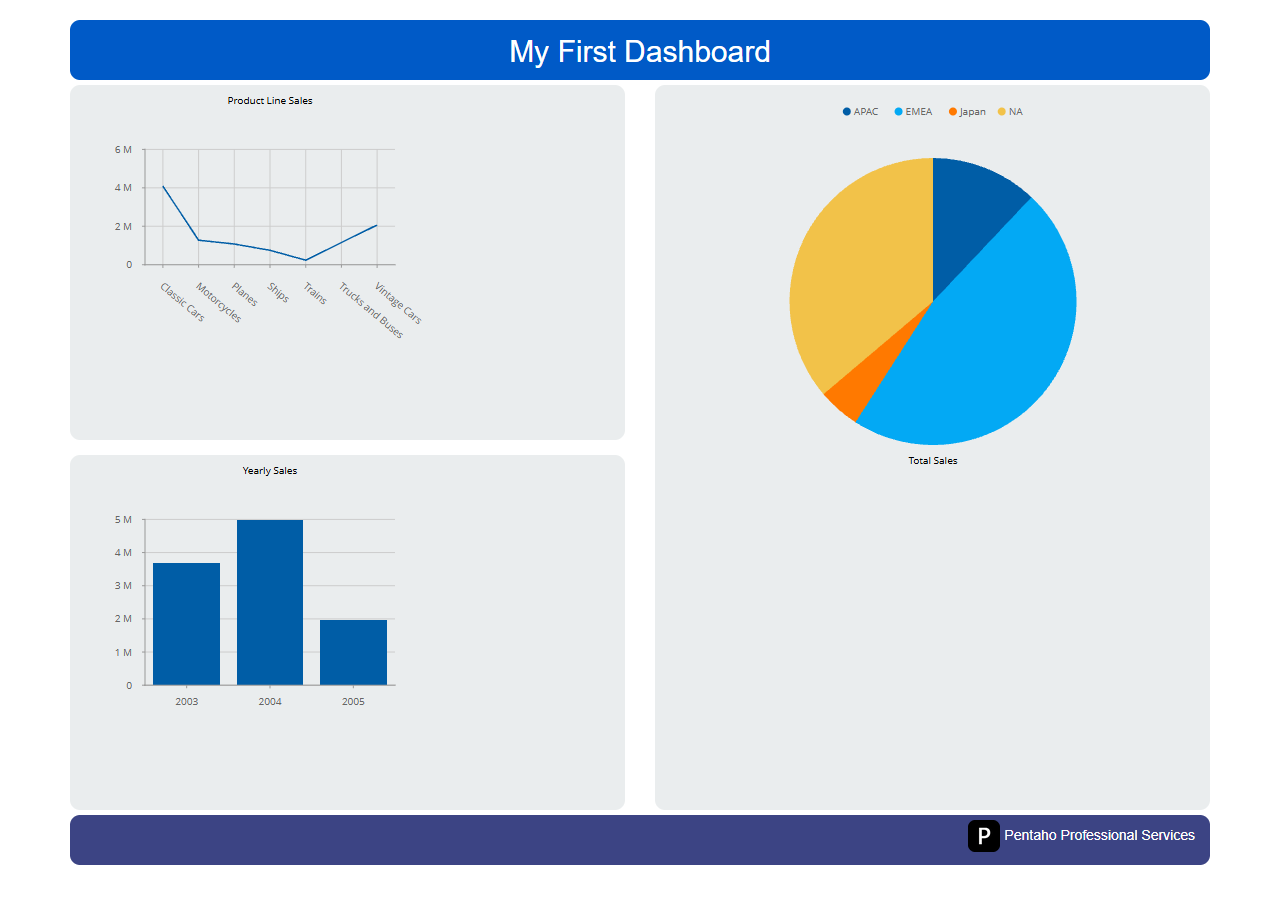 My First Dashboard
Product Line Sales
6 M
4 M
2 M
0
Classic Cars
Motorcycles
Planes
Ships
Trains
Trucks and Buses
Vintage Cars
Yearly Sales
5 M
4 M
3 M
2 M
1 M
0
2003 2004 2005
APAC EMEA Japan NA
Total Sales
P Pentaho Professional Services